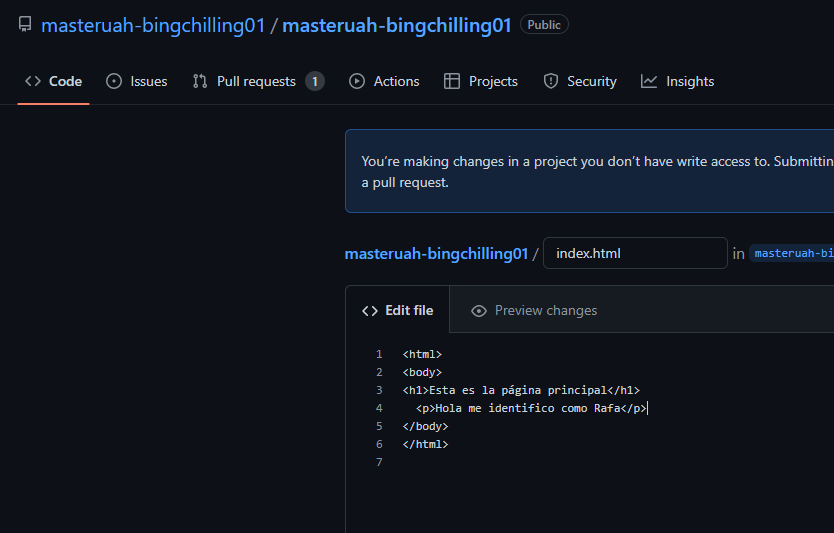 masteruah-bingchilling01 / masteruah-bingchilling01 Public
Code Issues Pull requests 1 Actions Projects Security Insights
You're making changes in a project you don't have write access to. Submittin
a pull request.
masteruah-bingchilling01 / index.html in masteruah-bi
Edit file Preview changes
1 <html>
2 <body>
3 <h1>Esta es la página principal</h1>
4 <p>Hola me identifico como Rafa</p>
5 </body>
6 </html>
7